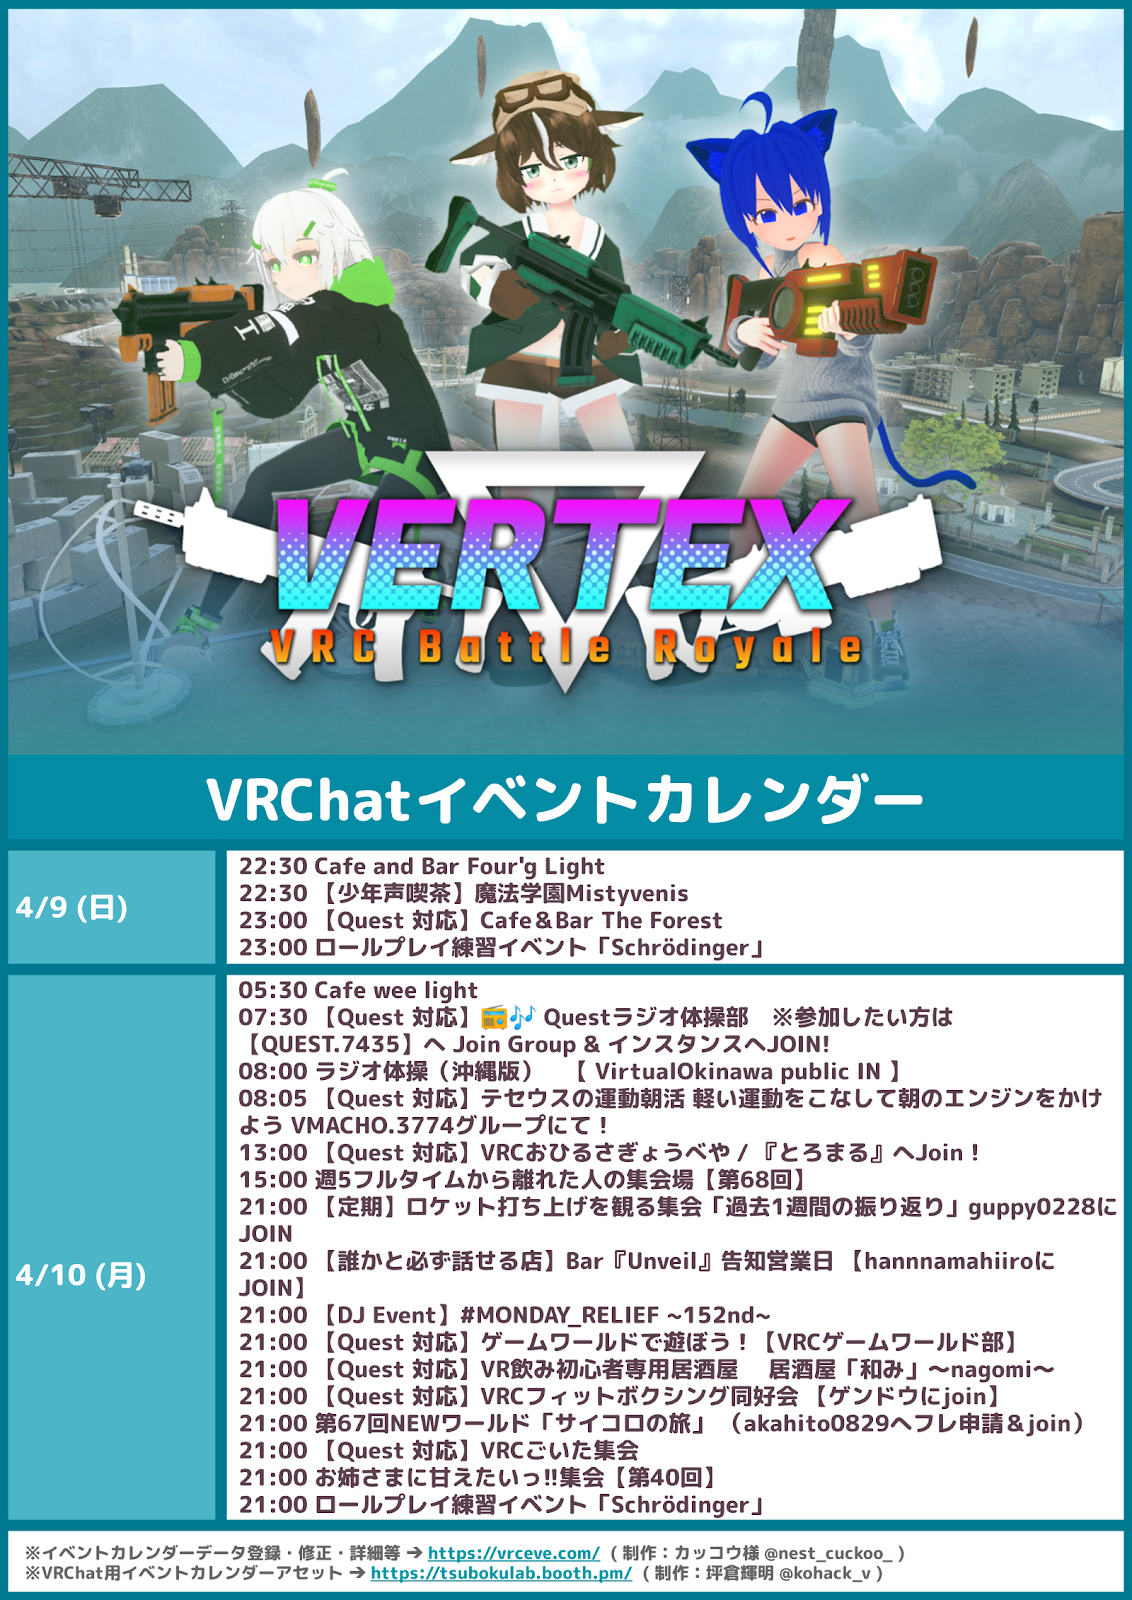 VERTEX
VRC Battle Royale
VRChatイベントカレンダー
4/9 (日)
22:30 Cafe and Bar Four'g Light
22:30 【少年声喫茶】魔法学園Mistyvenis
23:00 【Quest 対応】Cafe＆Bar The Forest
23:00 ロールプレイ練習イベント「Schrödinger」
4/10 (月)
05:30 Cafe wee light
07:30 【Quest 対応】📻🎶 Questラジオ体操部　※参加したい方は
【QUEST.7435】へ Join Group & インスタンスへJOIN!
08:00 ラジオ体操（沖縄版）　【 VirtualOkinawa public IN 】
08:05 【Quest 対応】テセウスの運動朝活 軽い運動をこなして朝のエンジンをかけ
よう VMACHO.3774グループにて！
13:00 【Quest 対応】VRCおひるさぎょうべや / 『とろまる』へJoin！
15:00 週5フルタイムから離れた人の集会場【第68回】
21:00 【定期】ロケット打ち上げを観る集会「過去1週間の振り返り」guppy0228に
JOIN
21:00 【誰かと必ず話せる店】Bar『Unveil』告知営業日 【hannnamahiiroに
JOIN】
21:00 【DJ Event】#MONDAY_RELIEF ~152nd~
21:00 【Quest 対応】ゲームワールドで遊ぼう！【VRCゲームワールド部】
21:00 【Quest 対応】VR飲み初心者専用居酒屋　居酒屋「和み」～nagomi～
21:00 【Quest 対応】VRCフィットボクシング同好会 【ゲンドウにjoin】
21:00 第67回NEWワールド「サイコロの旅」（akahito0829へフレ申請＆join）
21:00 【Quest 対応】VRCごいた集会
21:00 お姉さまに甘えたいっ!!集会【第40回】
21:00 ロールプレイ練習イベント「Schrödinger」
※イベントカレンダーデータ登録・修正・詳細等 → https://vrceve.com/ ( 制作：カッコウ様 @nest_cuckoo_ )
※VRChat用イベントカレンダーアセット → https://tsubokulab.booth.pm/ ( 制作：坪倉輝明 @kohack_v )